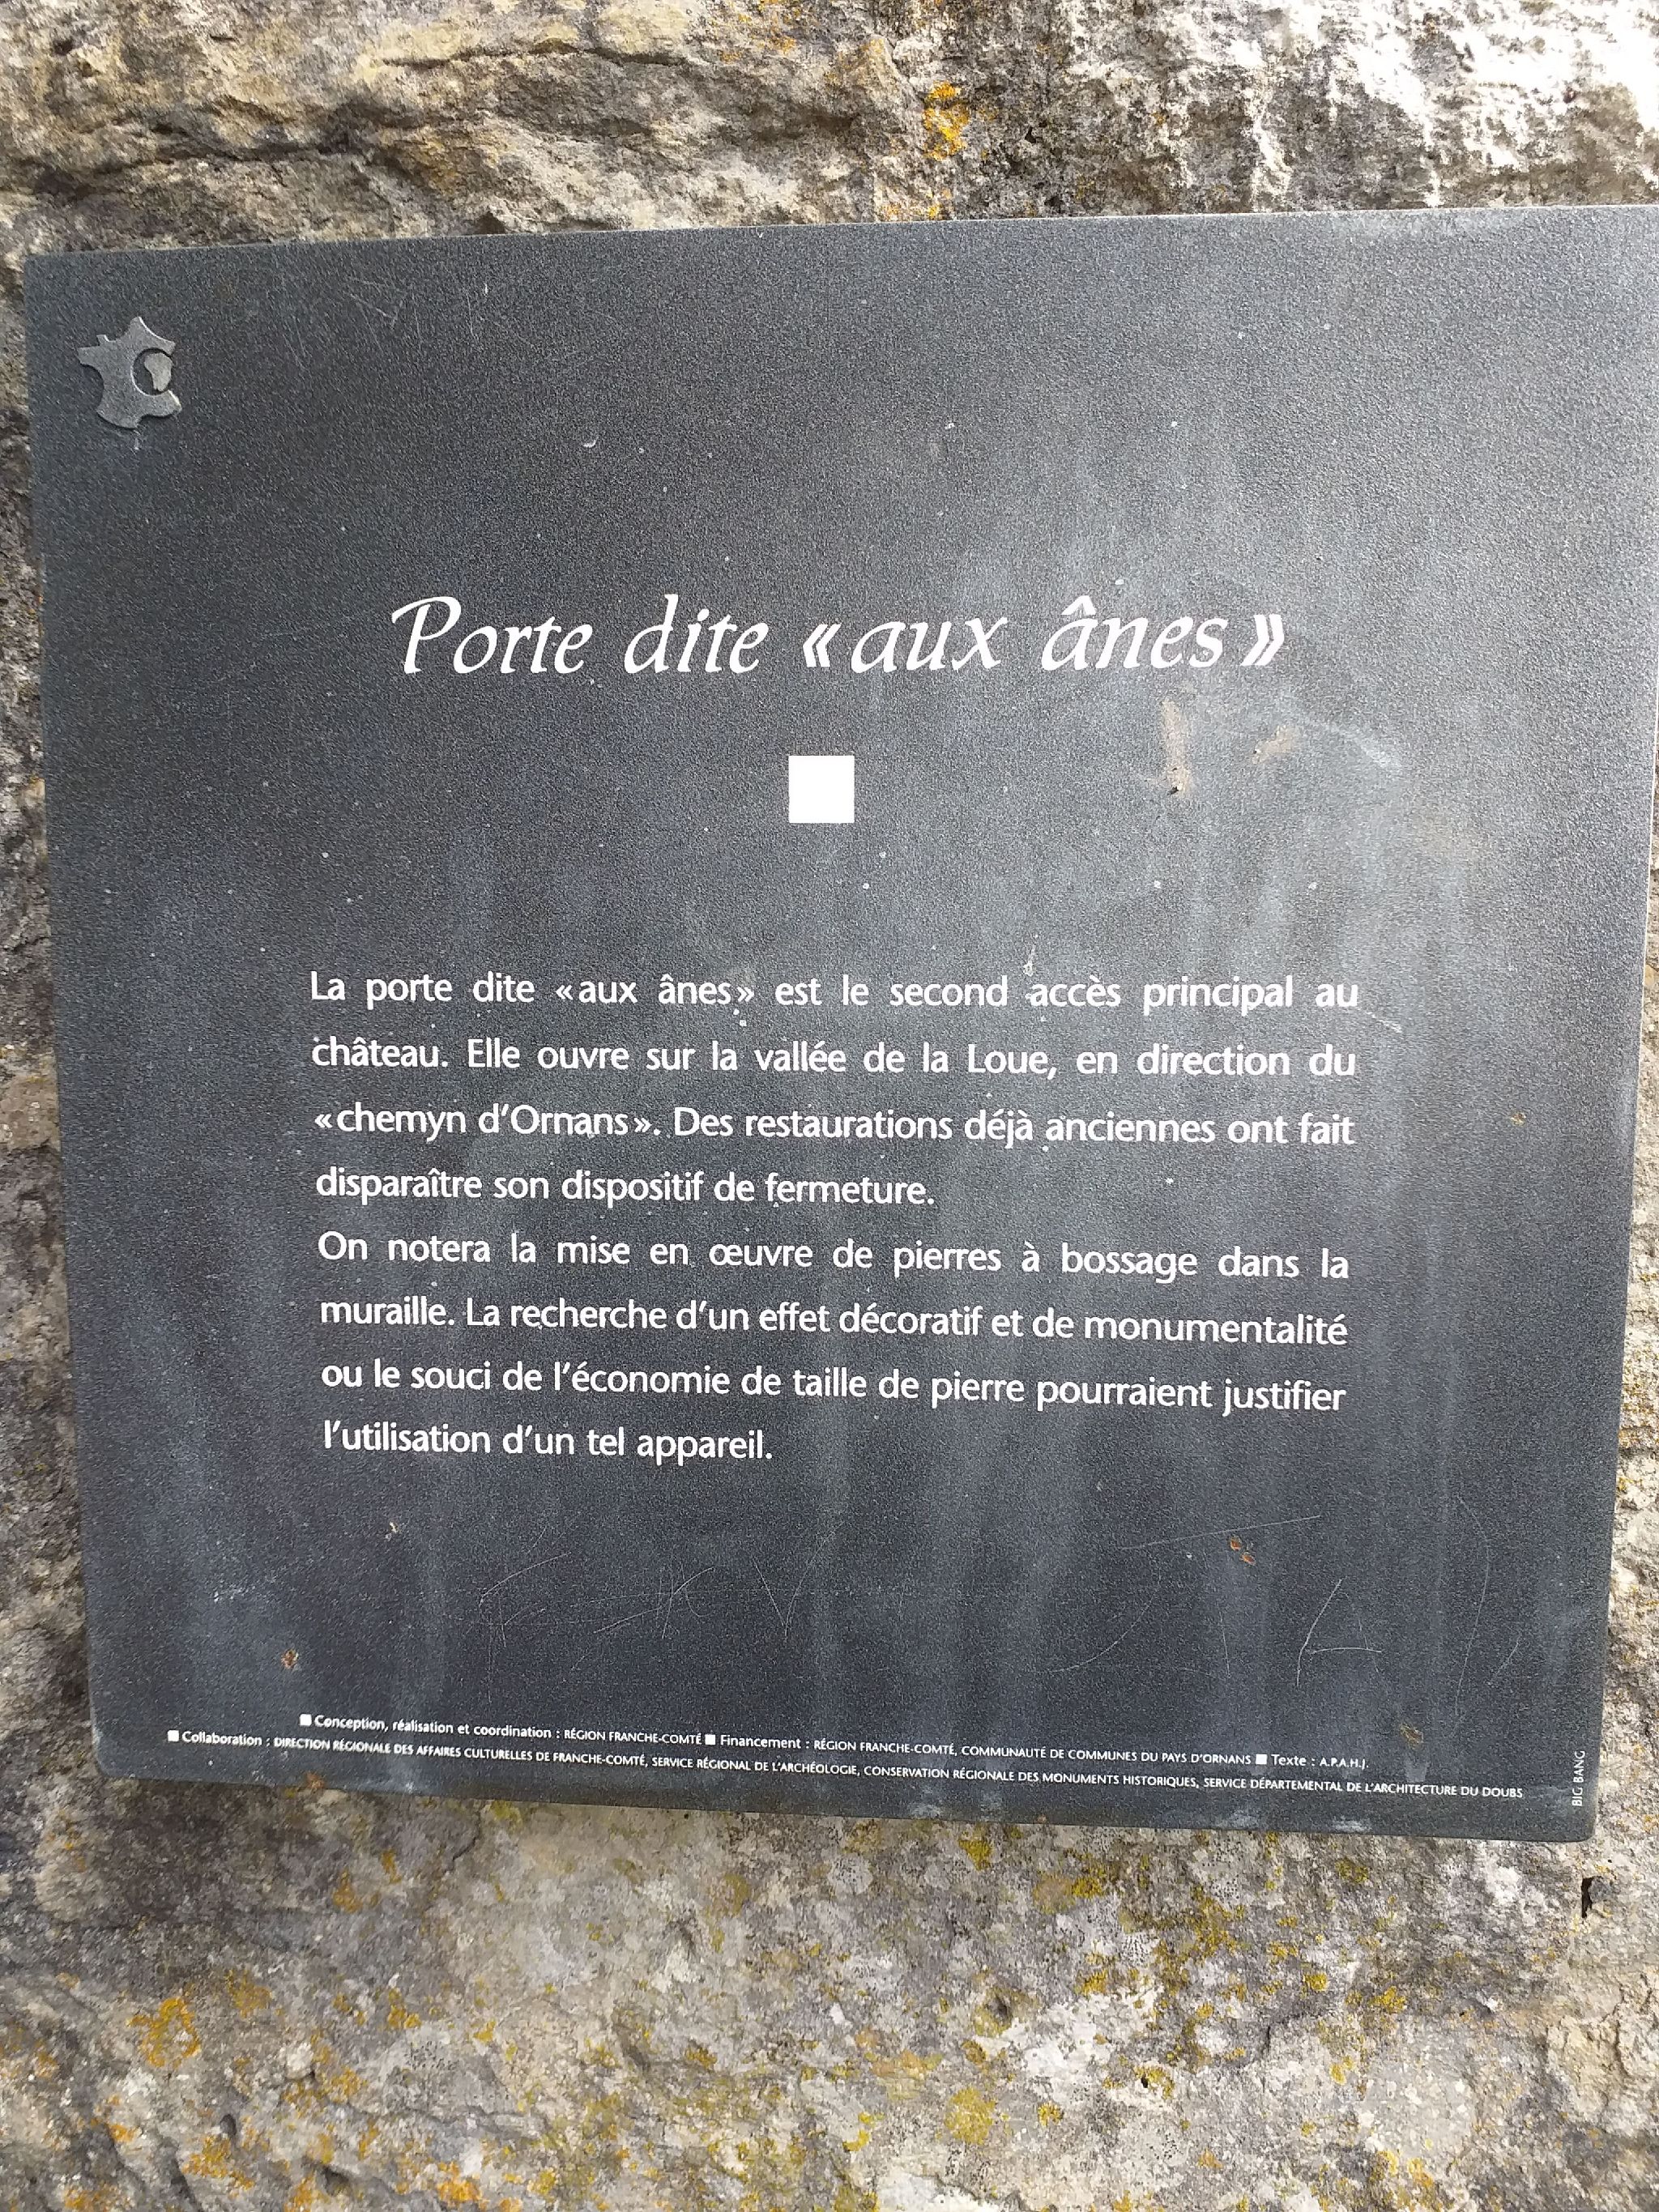 Porte dite « aux ânes »
La porte dite « aux ânes » est le second accès principal au
château. Elle ouvre sur la vallée de la Loue, en direction du
« chemyn d'Ornans ». Des restaurations déjà anciennes ont fait
disparaître son dispositif de fermeture.
On notera la mise en œuvre de pierres à bossage dans la
muraille. La recherche d'un effet décoratif et de monumentalité
ou le souci de l'économie de taille de pierre pourraient justifier
l'utilisation d'un tel appareil.
■ Conception, réalisation et coordination : RÉGION FRANCHE-COMTÉ ■ Financement : RÉGION FRANCHE-COMTÉ, COMMUNAUTÉ DE COMMUNES DU PAYS D'ORNANS ■ Texte : A.P.A.H.J.
■ Collaboration : DIRECTION RÉGIONALE DES AFFAIRES CULTURELLES DE FRANCHE-COMTÉ, SERVICE RÉGIONAL DE L'ARCHÉOLOGIE, CONSERVATION RÉGIONALE DES MONUMENTS HISTORIQUES, SERVICE DÉPARTEMENTAL DE L'ARCHITECTURE DU DOUBS
BIG BANG